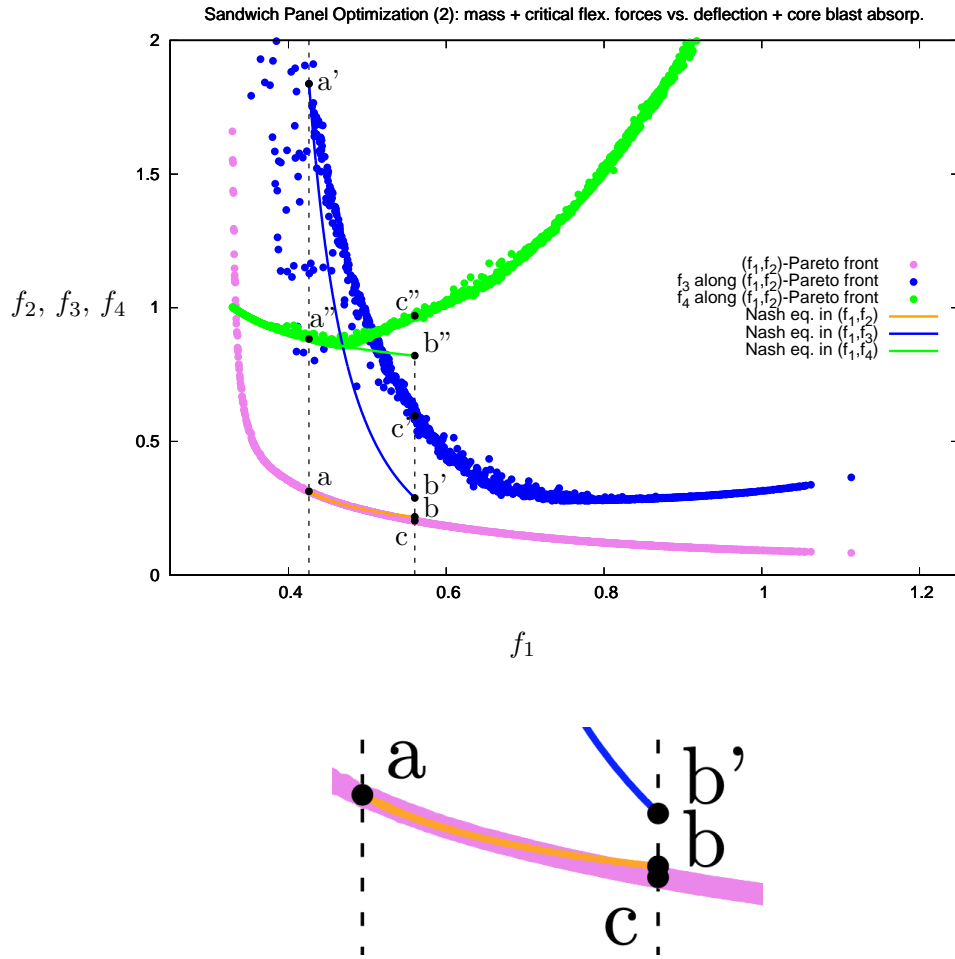 Sandwich Panel Optimization (2): mass + critical flex. forces vs. deflection + core blast absorp.
2
a'
1.5
(f1,f2)-Pareto front
f3 along (f1,f2)-Pareto front
f4 along (f1,f2)-Pareto front
Nash eq. in (f1,f2)
Nash eq. in (f1,f3)
Nash eq. in (f1,f4)
f2, f3, f4
1
c"
a"
b"
c'
0.5
a
b'
b
c
0
0.4
0.6
0.8
1
1.2
f1
a
b'
b
c